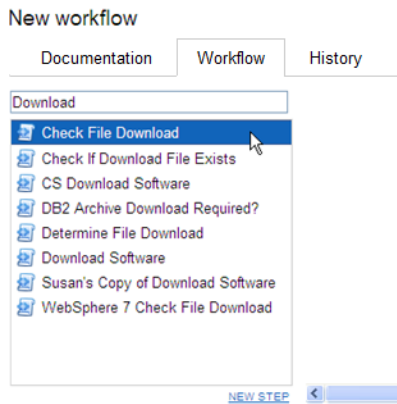 New workflow
Documentation Workflow History
Download
Check File Download
Check If Download File Exists
CS Download Software
DB2 Archive Download Required?
Determine File Download
Download Software
Susan's Copy of Download Software
WebSphere 7 Check File Download
NEW STEP